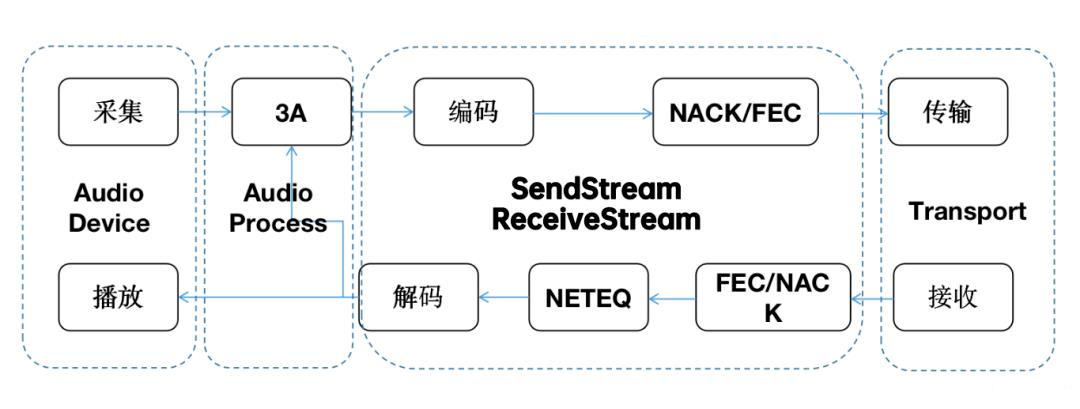 采集
3A
编码
NACK/FEC
传输
Audio
Device
Audio
Process
SendStream
ReceiveStream
Transport
播放
解码
NETEQ
FEC/NAC
K
接收